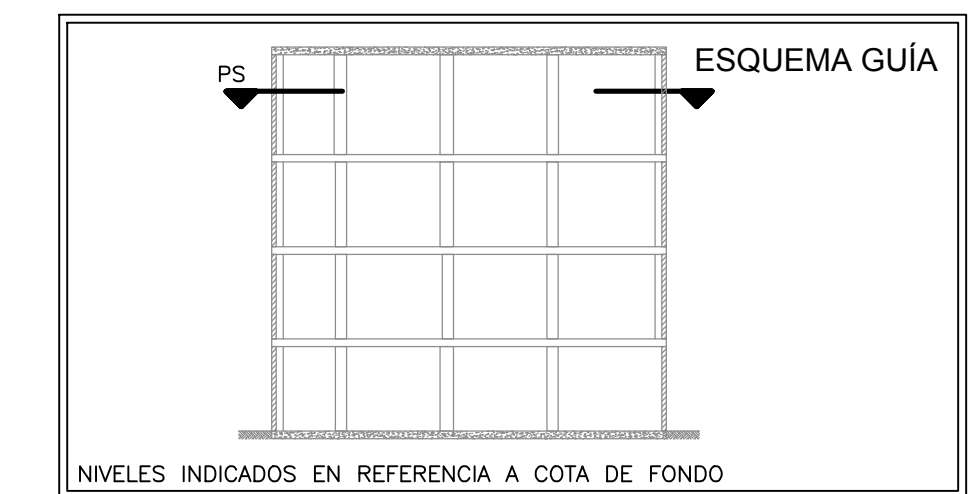 ESQUEMA GUÍA
PS
NIVELES INDICADOS EN REFERENCIA A COTA DE FONDO